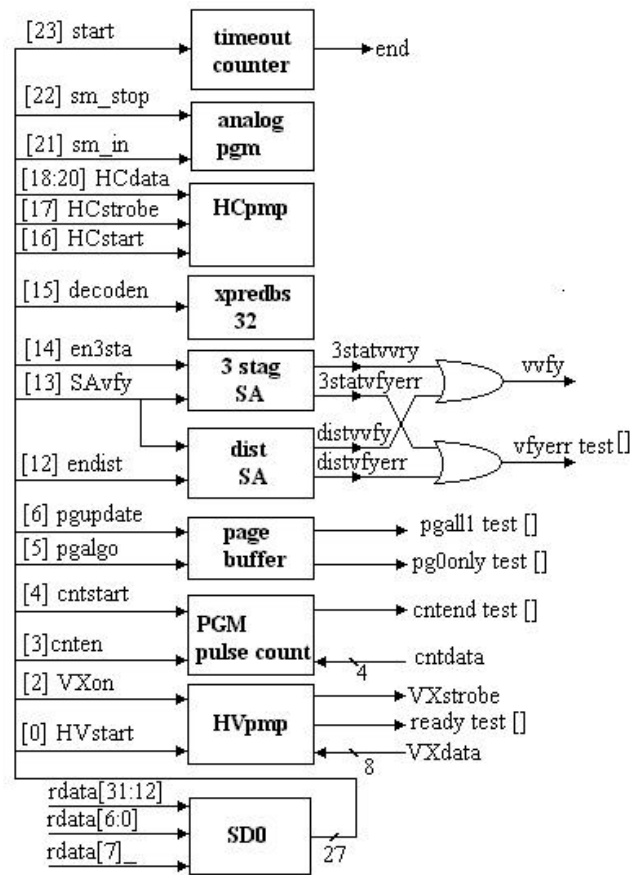 [23] start
timeout
counter
end
[22] sm_stop
analog
pgm
[21] sm_in
[18:20] HCdata
[17] HCstrobe
HCpmp
[16] HCstart
[15] decoden
xpredbs
32
[14] en3sta
3 stag
SA
3statvvry
vvfy
[13] SAvfy
3statvfyerr
dist
SA
distvvfy
distvfyerr
vfyerr test []
[12] endist
[6] pgupdate
page
buffer
pgall1 test []
[5] pgalgo
pg0only test []
[4] cntstart
PGM
pulse count
cntend test []
[3]cnten
4
cntdata
[2] VXon
HVpmp
VXstrobe
ready test []
[0] HVstart
8
VXdata
rdata[31:12]
rdata[6:0]
SD0
27
rdata[7]_